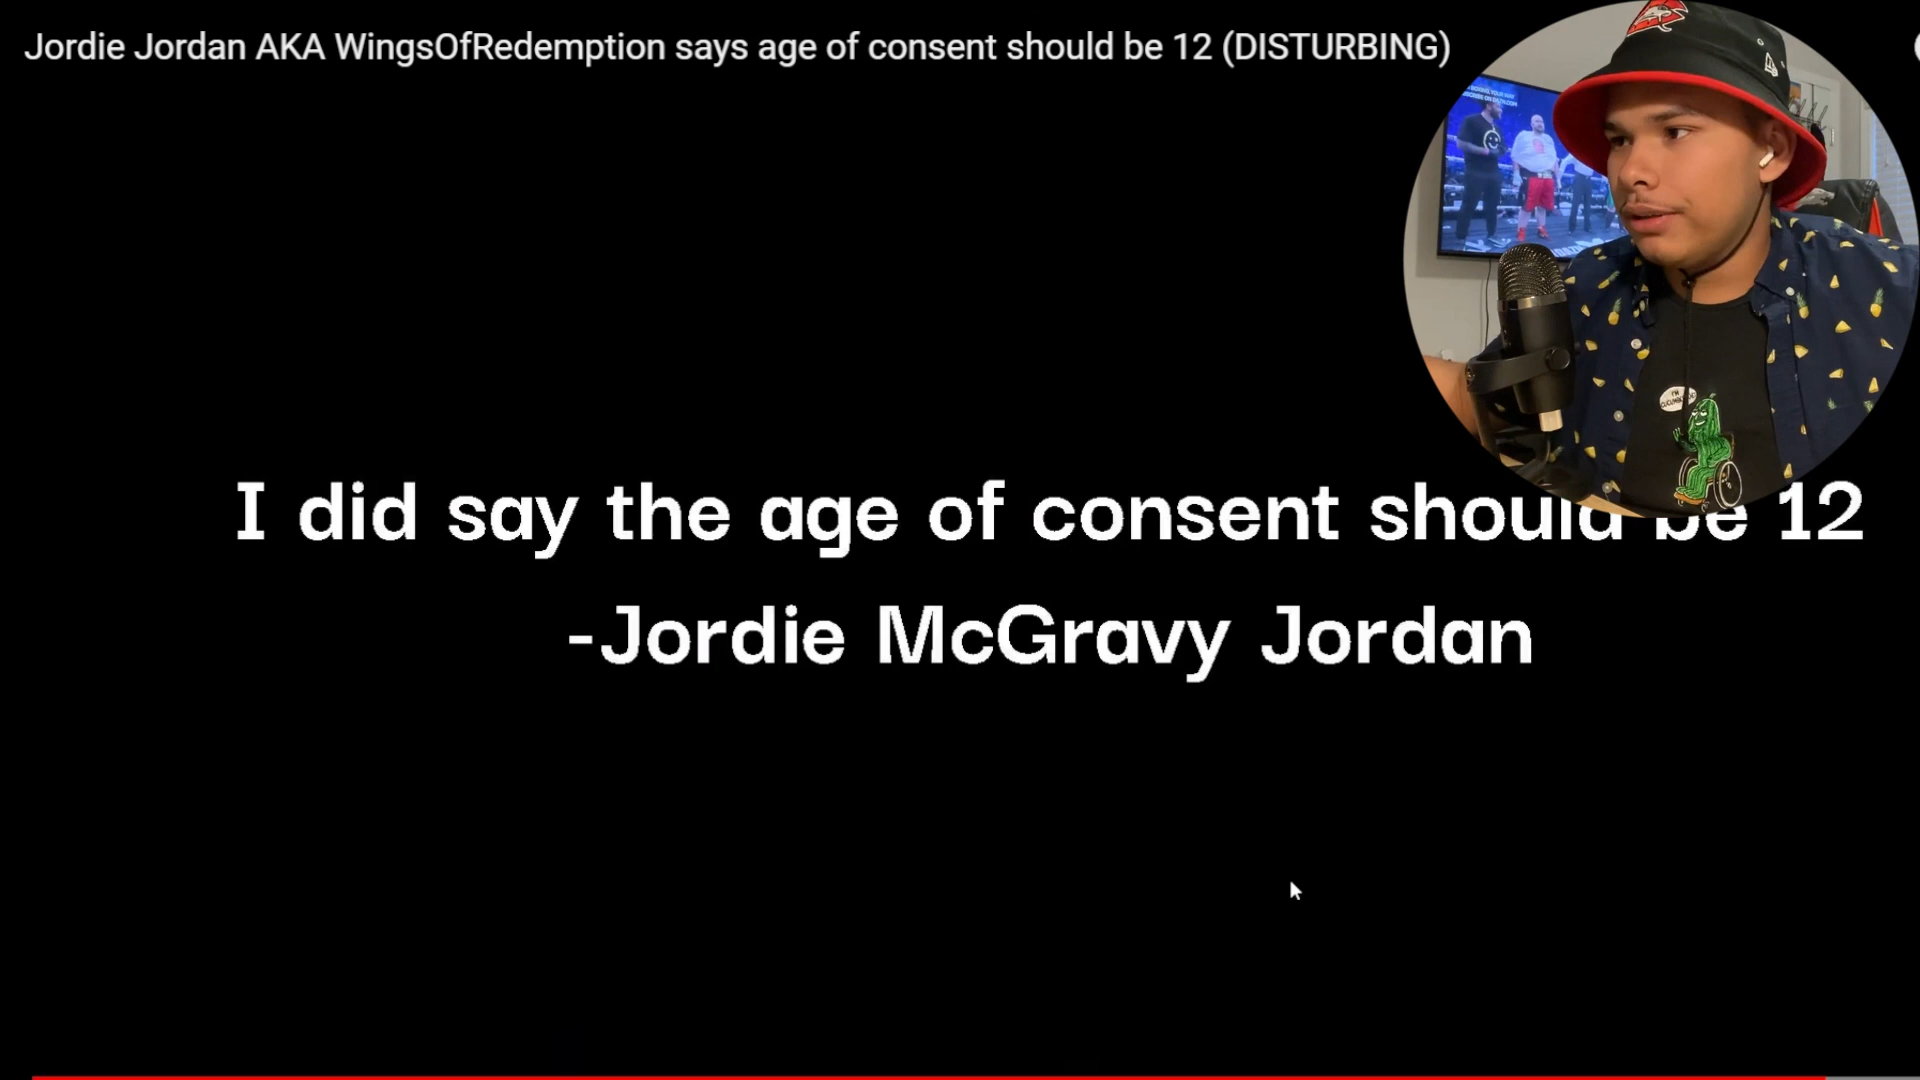 Jordie Jordan AKA WingsOfRedemption says age of consent should be 12 (DISTURBING)
I'M
I did say the age of consent should be 12
-Jordie McGravy Jordan